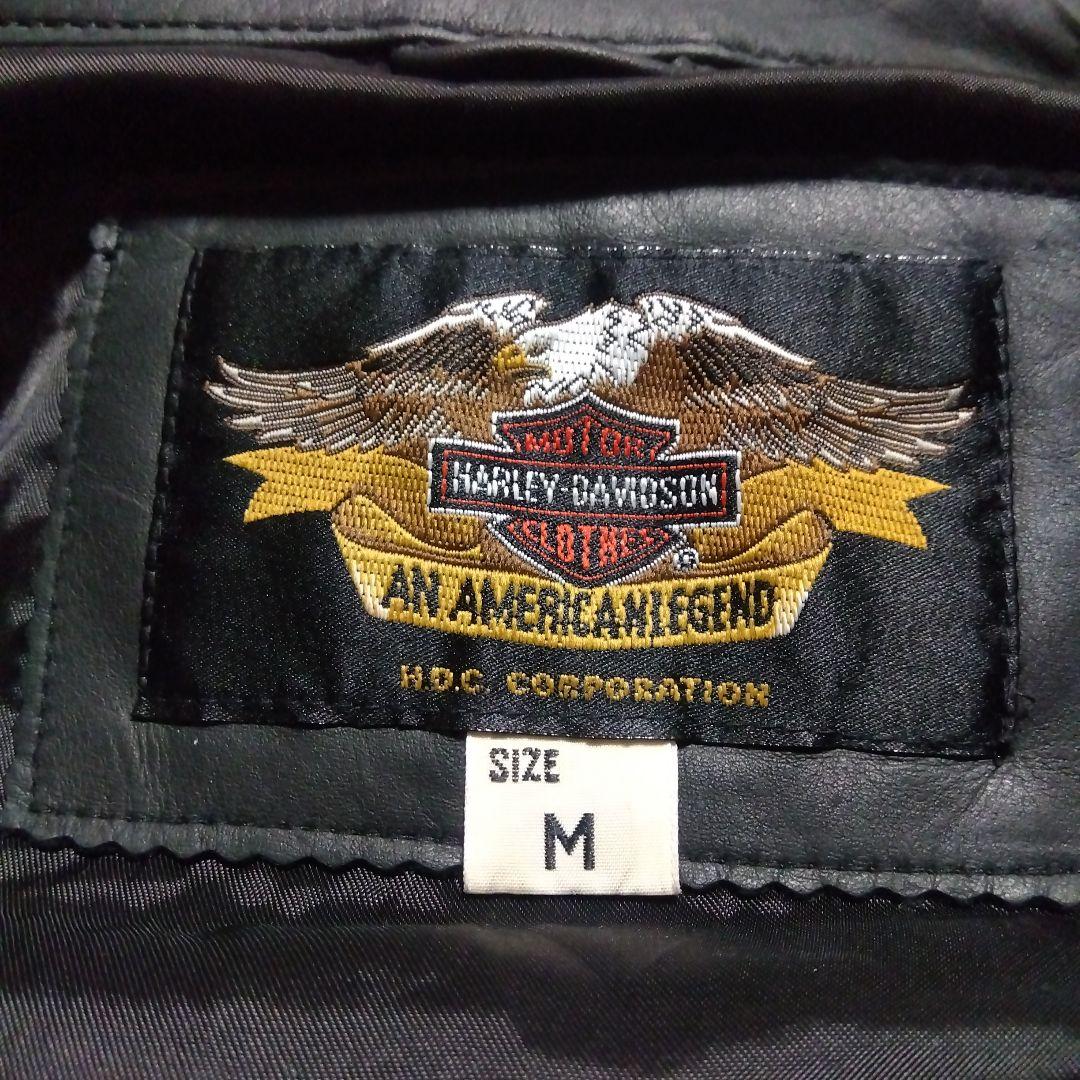 MOTOR
HARLEY-DAVIDSON
CLOTHES
®
AN AMERICAN LEGEND
H.D.C. CORPORATION
SIZE
M